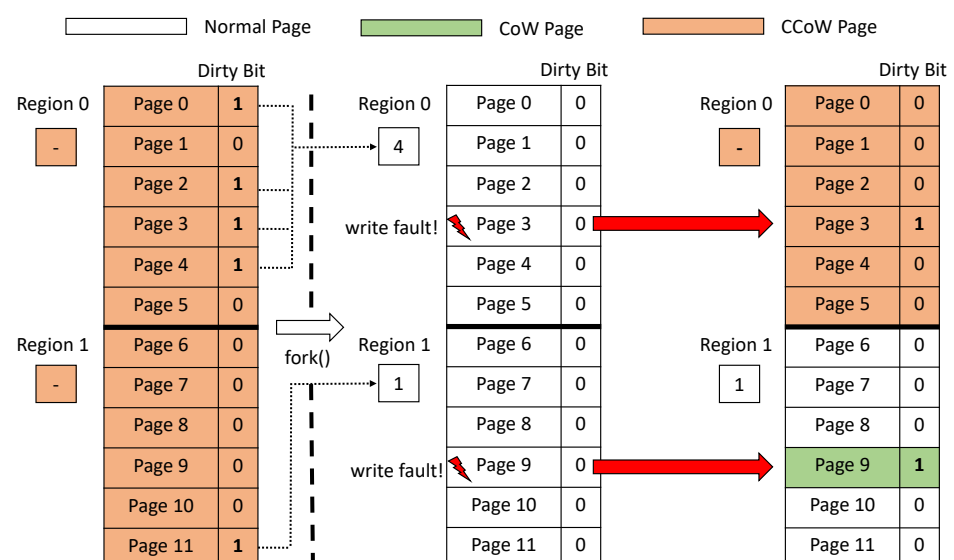 Normal Page CoW Page CCoW Page
Dirty Bit Dirty Bit Dirty Bit
Region 0 Page 0 1 Region 0 Page 0 0 Region 0 Page 0 0
- Page 1 0 4 Page 1 0 - Page 1 0
Page 2 1 Page 2 0 Page 2 0
Page 3 1 write fault! Page 3 0 Page 3 1
Page 4 1 Page 4 0 Page 4 0
Page 5 0 Page 5 0 Page 5 0
Region 1 Page 6 0 fork() Region 1 Page 6 0 Region 1 Page 6 0
- Page 7 0 1 Page 7 0 1 Page 7 0
Page 8 0 Page 8 0 Page 8 0
Page 9 0 write fault! Page 9 0 Page 9 1
Page 10 0 Page 10 0 Page 10 0
Page 11 1 Page 11 0 Page 11 0